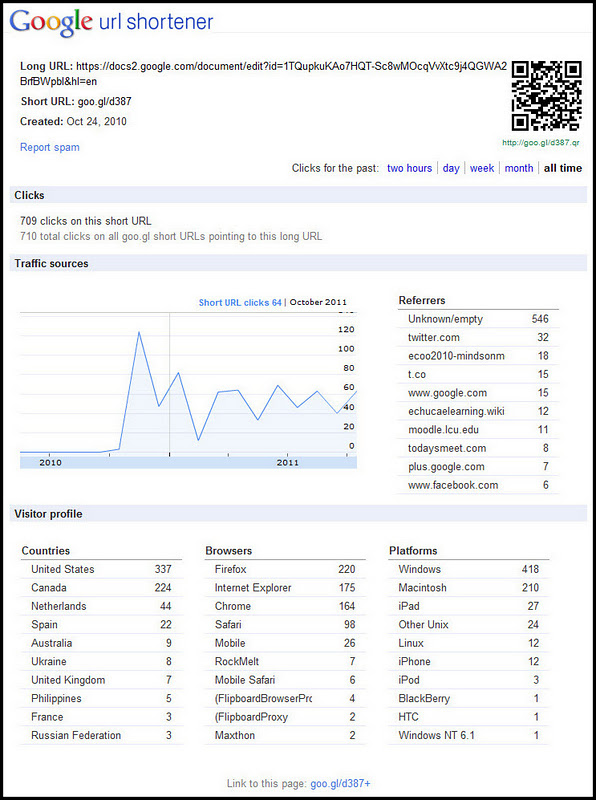 Google url shortener
Long URL: https://docs2.google.com/document/edit?id=1TQupkuKAo7HQT-Sc8wMOcqVvXtc9j4QGWA2
BrfBWpbI&hl=en
Short URL: goo.gl/d387
Created: Oct 24, 2010
http://goo.gl/d387.qr
Report spam
Clicks for the past: two hours day week month all time
Clicks
709 clicks on this short URL
710 total clicks on all goo.gl short URLs pointing to this long URL
Traffic sources
Short URL clicks 64 | October 2011
120
100
80
60
40
20
0
2010 2011
Referrers
Unknown/empty 546
twitter.com 32
ecoo2010-mindsonm 18
t.co 15
www.google.com 15
echucaelearning.wiki 12
moodle.lcu.edu 11
todaysmeet.com 8
plus.google.com 7
www.facebook.com 6
Visitor profile
Countries
United States 337
Canada 224
Netherlands 44
Spain 22
Australia 9
Ukraine 8
United Kingdom 7
Philippines 5
France 3
Russian Federation 3
Browsers
Firefox 220
Internet Explorer 175
Chrome 164
Safari 98
Mobile 26
RockMelt 7
Mobile Safari 6
(FlipboardBrowserPrc 4
(FlipboardProxy 2
Maxthon 2
Platforms
Windows 418
Macintosh 210
iPad 27
Other Unix 24
Linux 12
iPhone 12
iPod 3
BlackBerry 1
HTC 1
Windows NT 6.1 1
Link to this page: goo.gl/d387+